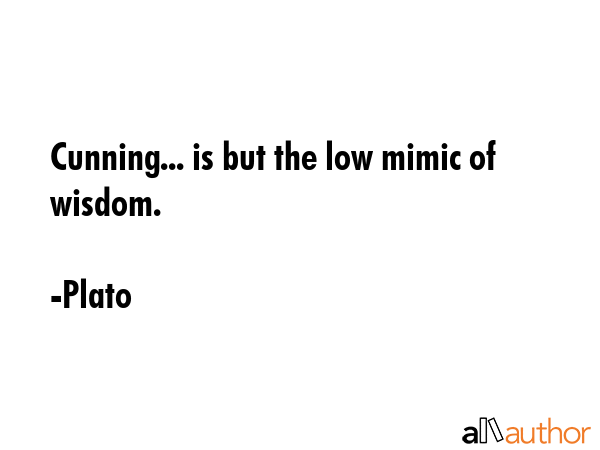 Cunning... is but the low mimic of
wisdom.
-Plato
allauthor